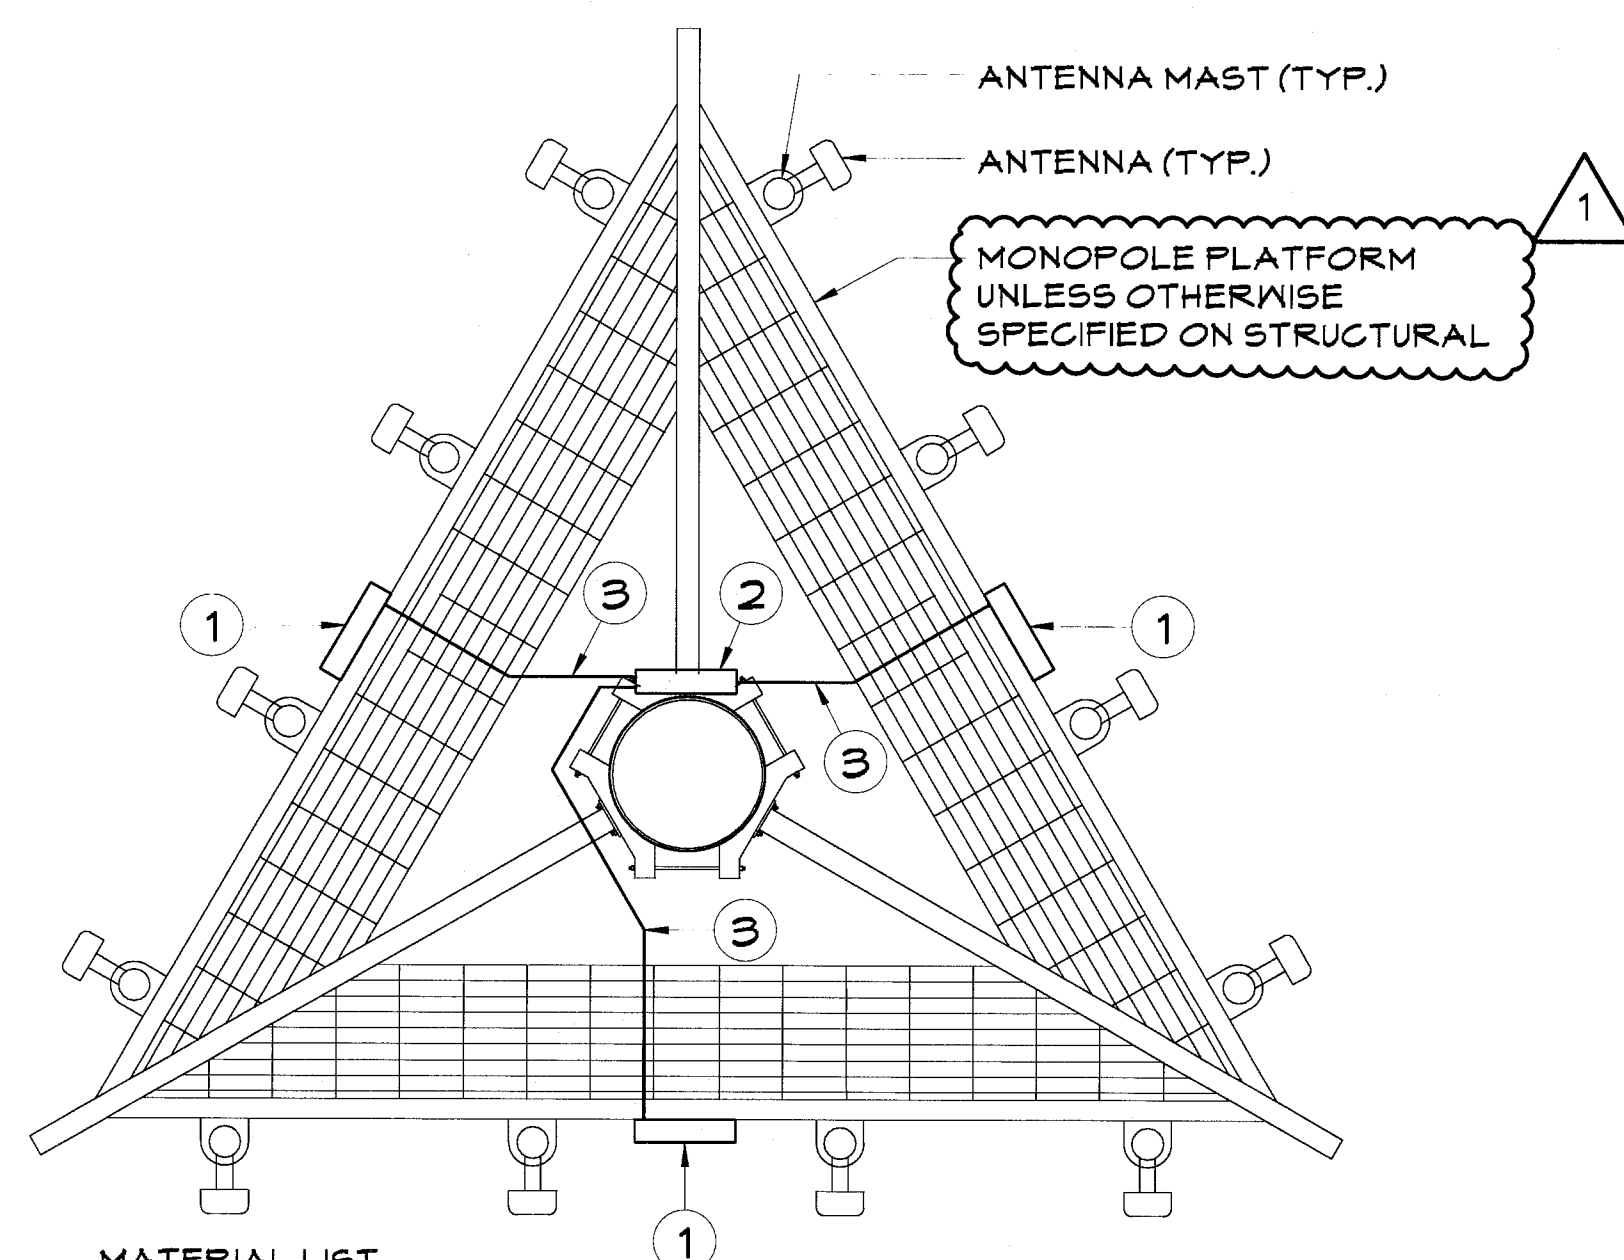 ANTENNA MAST (TYP.)
ANTENNA (TYP.)
1
MONOPOLE PLATFORM
UNLESS OTHERWISE
SPECIFIED ON STRUCTURAL
3
2
1
1
3
3
1
MATERIAL LIST